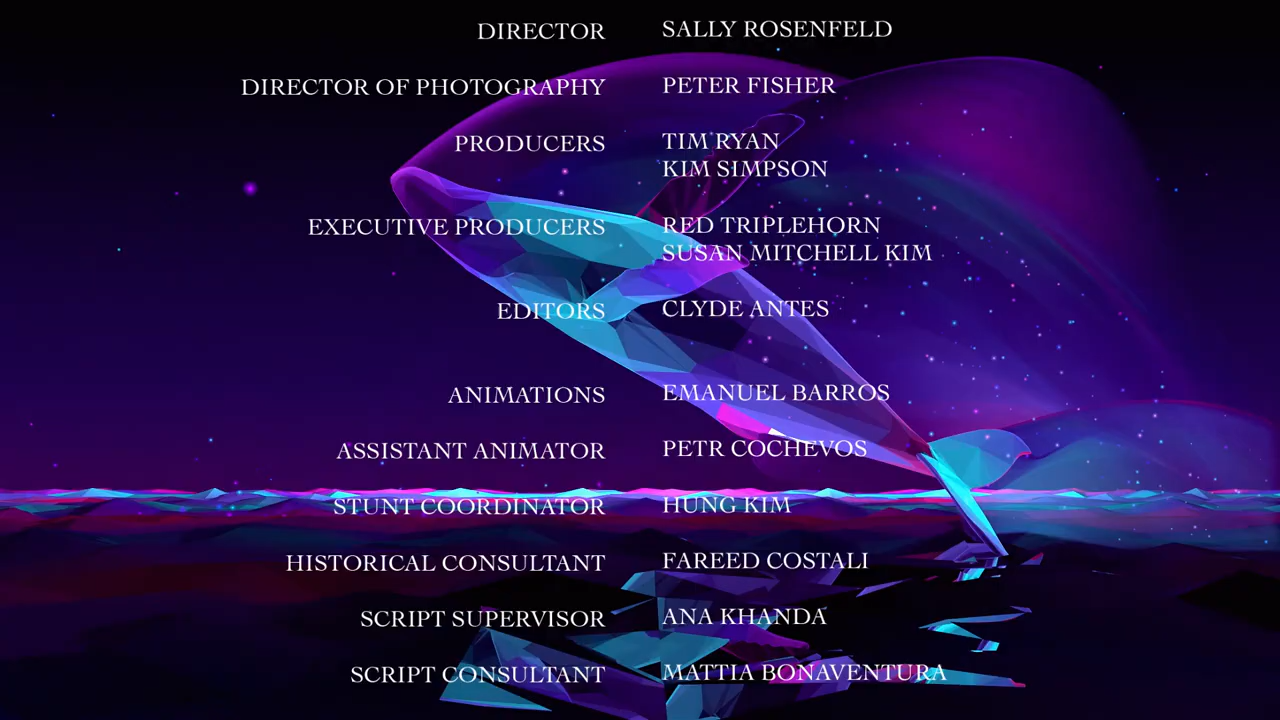 DIRECTOR SALLY ROSENFELD
DIRECTOR OF PHOTOGRAPHY PETER FISHER
PRODUCERS TIM RYAN
KIM SIMPSON
EXECUTIVE PRODUCERS RED TRIPLEHORN
SUSAN MITCHELL KIM
EDITORS CLYDE ANTES
ANIMATIONS EMANUEL BARROS
ASSISTANT ANIMATOR PETR COCHEVOS
STUNT COORDINATOR HUNG KIM
HISTORICAL CONSULTANT FAREED COSTALI
SCRIPT SUPERVISOR ANA KHANDA
SCRIPT CONSULTANT MATTIA BONAVENTURA